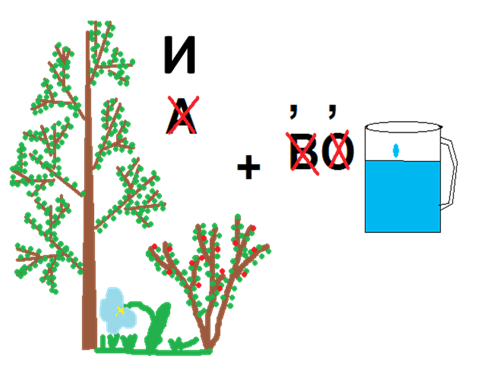 И
А
+
, ,
ВО